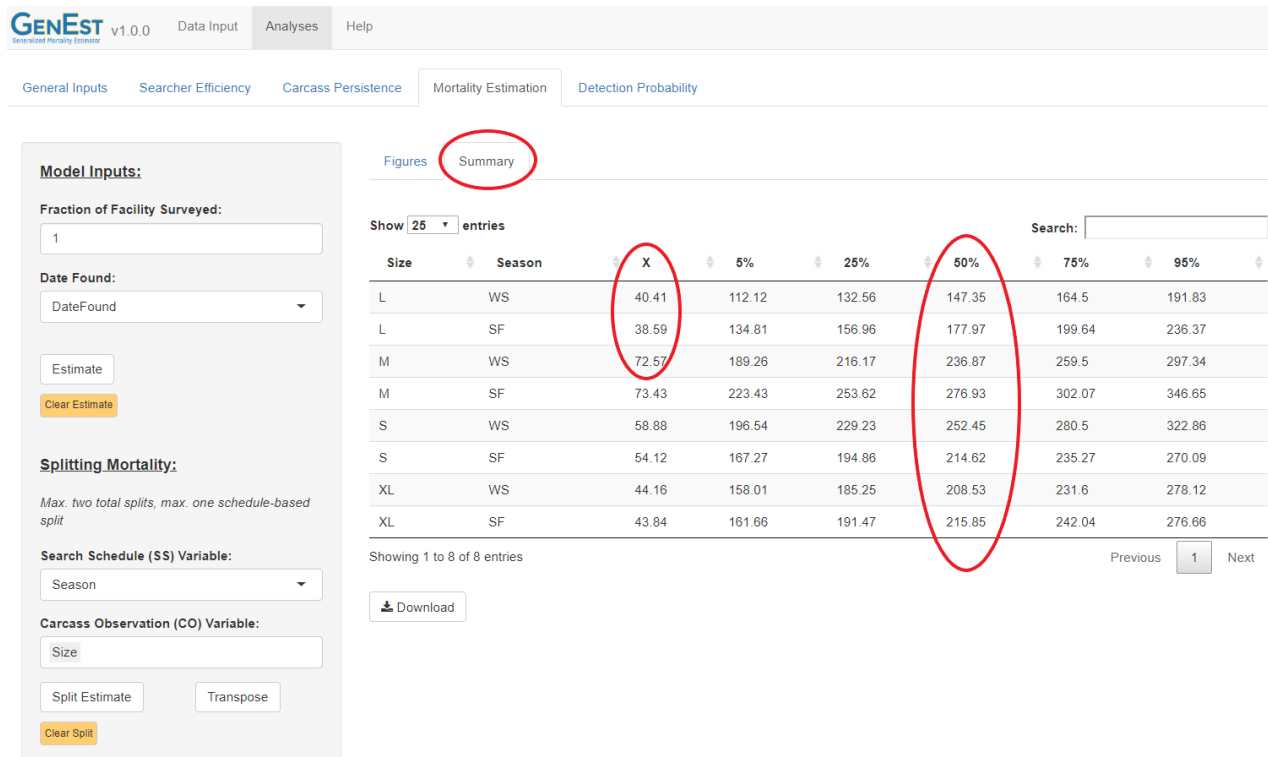 GENEST v1.0.0 Data Input Analyses Help
Generalized Mortality Estimator
General Inputs Searcher Efficiency Carcass Persistence Mortality Estimation Detection Probability
Model Inputs:
Fraction of Facility Surveyed:
1
Date Found:
DateFound
Estimate
Clear Estimate
Splitting Mortality:
Max. two total splits, max. one schedule-based
split
Search Schedule (SS) Variable:
Season
Carcass Observation (CO) Variable:
Size
Split Estimate Transpose
Clear Split
Figures Summary
Show 25 entries Search:
Size Season X 5% 25% 50% 75% 95%
L WS 40.41 112.12 132.56 147.35 164.5 191.83
L SF 38.59 134.81 156.96 177.97 199.64 236.37
M WS 72.57 189.26 216.17 236.87 259.5 297.34
M SF 73.43 223.43 253.62 276.93 302.07 346.65
S WS 58.88 196.54 229.23 252.45 280.5 322.86
S SF 54.12 167.27 194.86 214.62 235.27 270.09
XL WS 44.16 158.01 185.25 208.53 231.6 278.12
XL SF 43.84 161.66 191.47 215.85 242.04 276.66
Showing 1 to 8 of 8 entries Previous 1 Next
Download